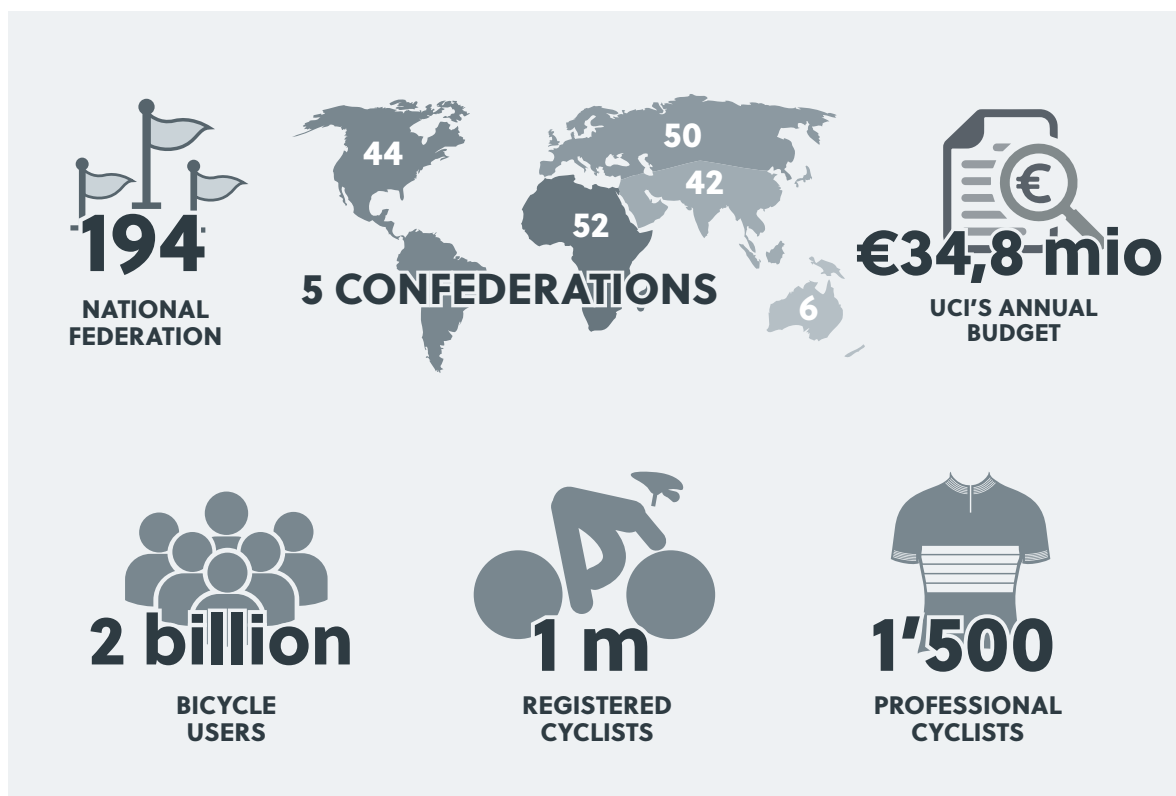 194
NATIONAL
FEDERATION
44
50
42
52
6
5 CONFEDERATIONS
€
€34,8 mio
UCI'S ANNUAL
BUDGET
2 billion
BICYCLE
USERS
1 m
REGISTERED
CYCLISTS
1'500
PROFESSIONAL
CYCLISTS